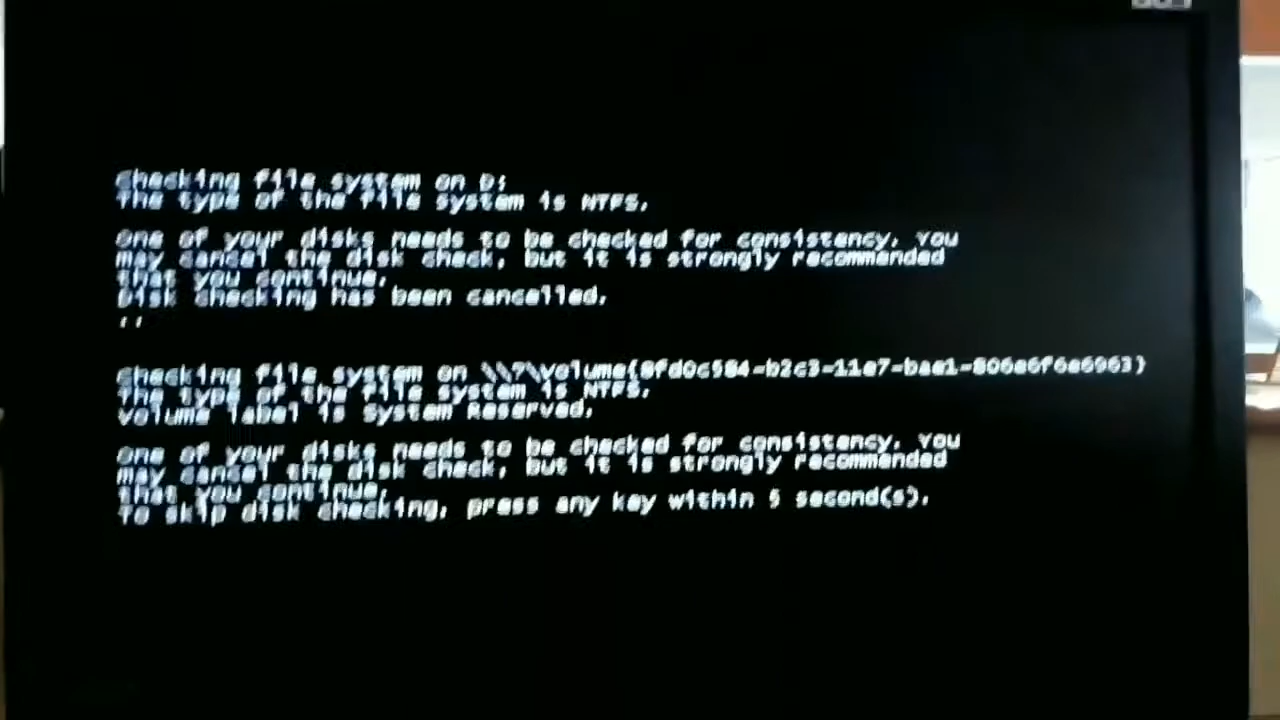 Checking file system on D:
The type of the file system is NTFS.
One of your disks needs to be checked for consistency. You
may cancel the disk check, but it is strongly recommended
that you continue.
Disk checking has been cancelled.
Checking file system on \\?\Volume{8fd0c584-b2c3-11e7-bae1-806e6f6e6963}
The type of the file system is NTFS.
Volume label is System Reserved.
One of your disks needs to be checked for consistency. You
may cancel the disk check, but it is strongly recommended
that you continue.
To skip disk checking, press any key within 5 second(s).